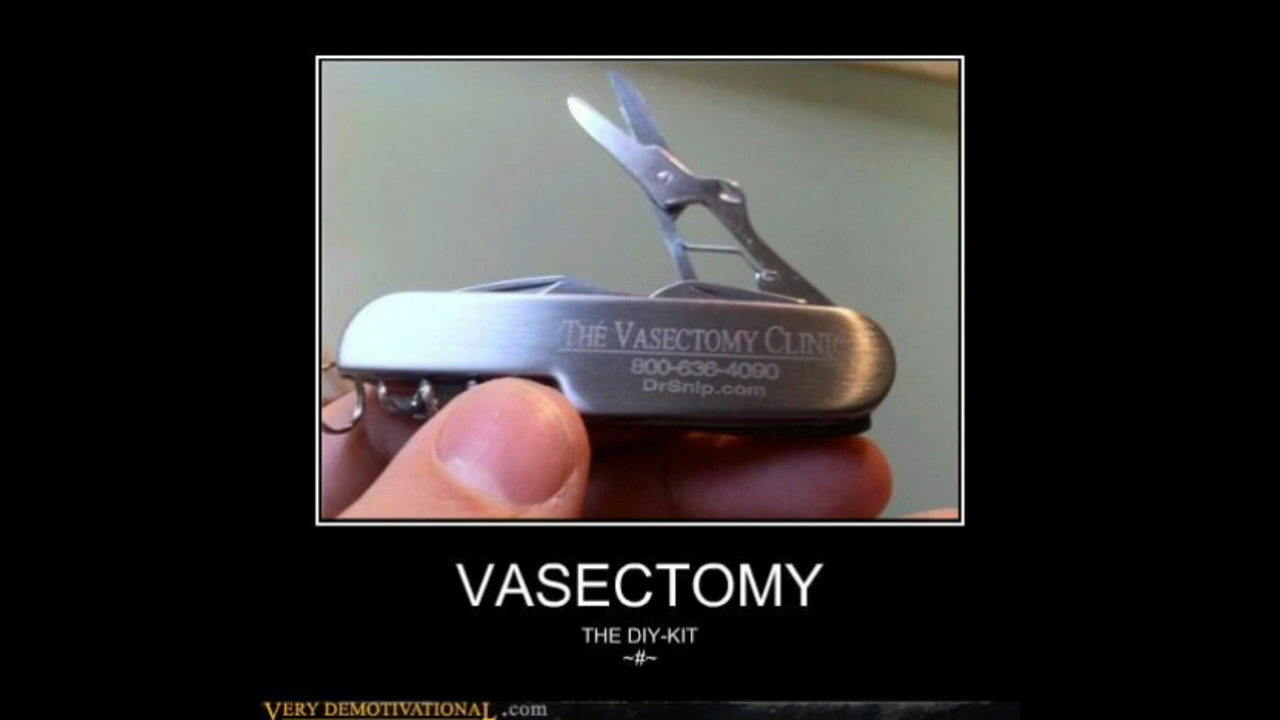 THE VASECTOMY CLINIC
800-636-4090
DrSnip.com
VASECTOMY
THE DIY-KIT
~#~
VERY DEMOTIVATIONAL .com